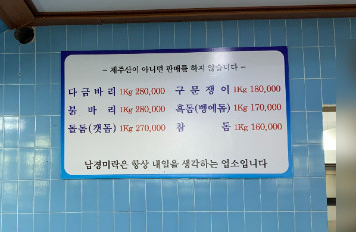 - 제주산이 아니면 판매를 하지 않습니다 -
다금바리 1Kg 280,000 구문쟁이 1Kg 180,000
붉바리 1Kg 280,000 흑돔(뱅에돔) 1Kg 170,000
돌돔(갯돔) 1Kg 270,000 참돔 1Kg 160,000
남경미락은 항상 내일을 생각하는 업소입니다